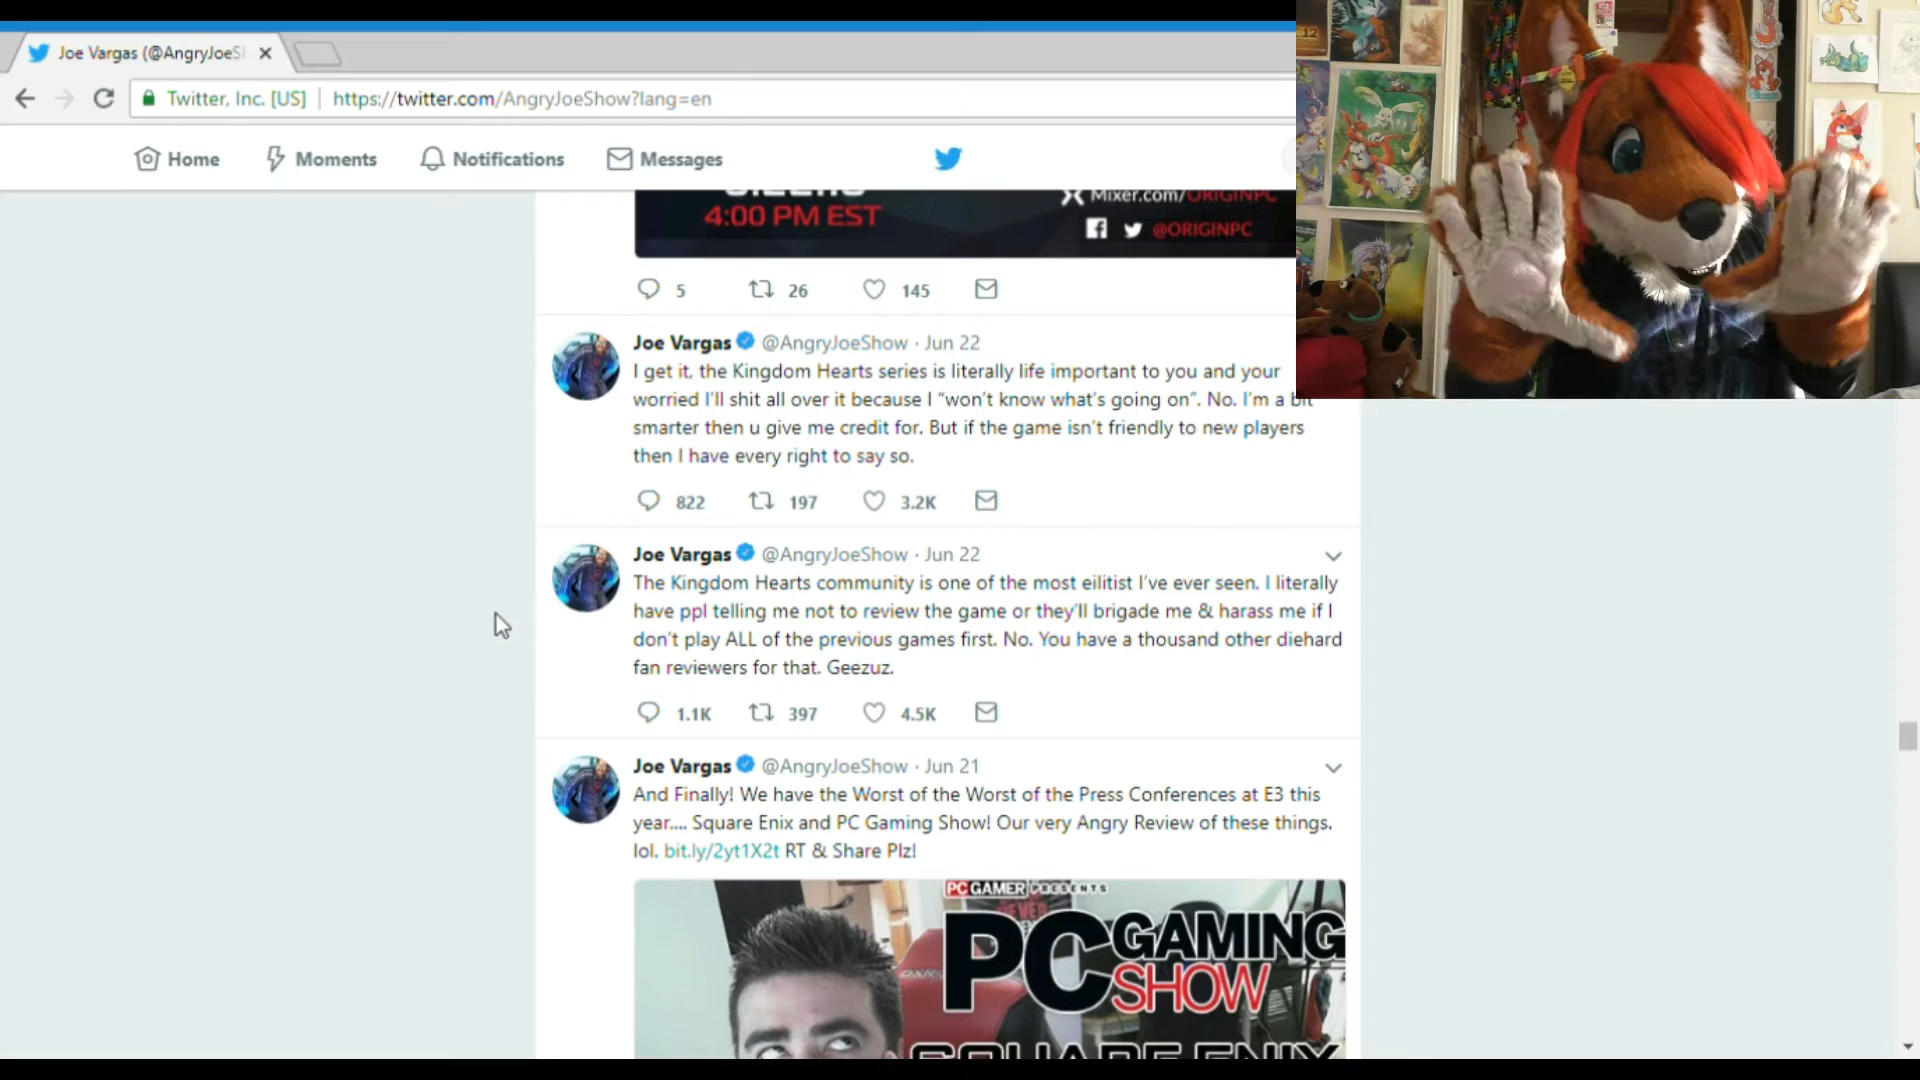 Joe Vargas (@AngryJoeS
Twitter, Inc. [US] https://twitter.com/AngryJoeShow?lang=en
Home Moments Notifications Messages
4:00 PM EST
Mixer.com/ORIGINPC
@ORIGINPC
5 26 145
Joe Vargas @AngryJoeShow · Jun 22
I get it, the Kingdom Hearts series is literally life important to you and your
worried I'll shit all over it because I “won't know what's going on”. No. I'm a bit
smarter then u give me credit for. But if the game isn't friendly to new players
then I have every right to say so.
822 197 3.2K
Joe Vargas @AngryJoeShow · Jun 22
The Kingdom Hearts community is one of the most eilitist I've ever seen. I literally
have ppl telling me not to review the game or they'll brigade me & harass me if I
don't play ALL of the previous games first. No. You have a thousand other diehard
fan reviewers for that. Geezuz.
1.1K 397 4.5K
Joe Vargas @AngryJoeShow · Jun 21
And Finally! We have the Worst of the Worst of the Press Conferences at E3 this
year.... Square Enix and PC Gaming Show! Our very Angry Review of these things.
lol. bit.ly/2yt1X2t RT & Share Plz!
PC GAMER PRESENTS
PC GAMING
SHOW
SQUARE ENIX